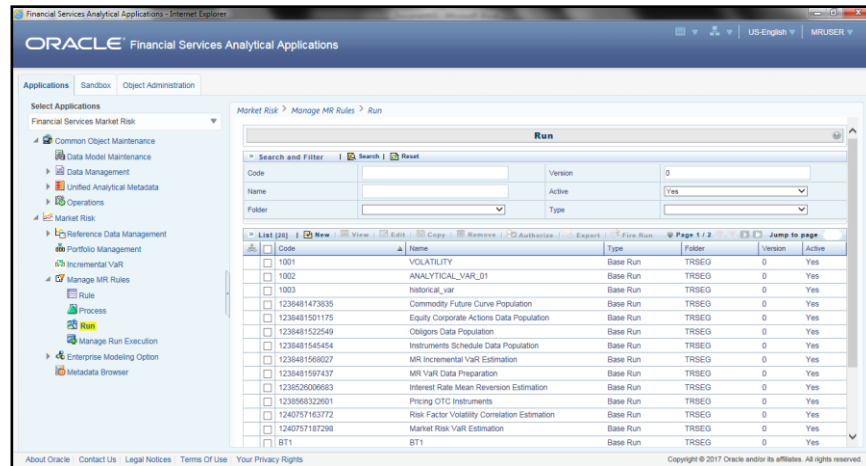 Financial Services Analytical Applications - Internet Explorer
ORACLE Financial Services Analytical Applications
US-English
MRUSER
Applications
Sandbox
Object Administration
Select Applications
Financial Services Market Risk
Common Object Maintenance
Data Model Maintenance
Data Management
Unified Analytical Metadata
Operations
Market Risk
Reference Data Management
Portfolio Management
Incremental VaR
Manage MR Rules
Rule
Process
Run
Manage Run Execution
Enterprise Modeling Option
Metadata Browser
Market Risk > Manage MR Rules > Run
Run
» Search and Filter | Search | Reset
Code Version 0
Name Active Yes
Folder Type
» List (20) | New | View | Edit | Copy | Remove | Authorize | Export | Fire Run Page 1 / 2 Jump to page
Code Name Type Folder Version Active
1001 VOLATILITY Base Run TRSEG 0 Yes
1002 ANALYTICAL_VAR_01 Base Run TRSEG 0 Yes
1003 historical_var Base Run TRSEG 0 Yes
1238481473835 Commodity Future Curve Population Base Run TRSEG 0 Yes
1238481501175 Equity Corporate Actions Data Population Base Run TRSEG 0 Yes
1238481522549 Obligors Data Population Base Run TRSEG 0 Yes
1238481545454 Instruments Schedule Data Population Base Run TRSEG 0 Yes
1238481568027 MR Incremental VaR Estimation Base Run TRSEG 0 Yes
1238481597437 MR VaR Data Preparation Base Run TRSEG 0 Yes
1238526006683 Interest Rate Mean Reversion Estimation Base Run TRSEG 0 Yes
1238568322601 Pricing OTC Instruments Base Run TRSEG 0 Yes
1240757163772 Risk Factor Volatility Correlation Estimation Base Run TRSEG 0 Yes
1240757187298 Market Risk VaR Estimation Base Run TRSEG 0 Yes
BT1 BT1 Base Run TRSEG 0 Yes
About Oracle | Contact Us | Legal Notices | Terms Of Use | Your Privacy Rights
Copyright © 2017 Oracle and/or its affiliates. All rights reserved.